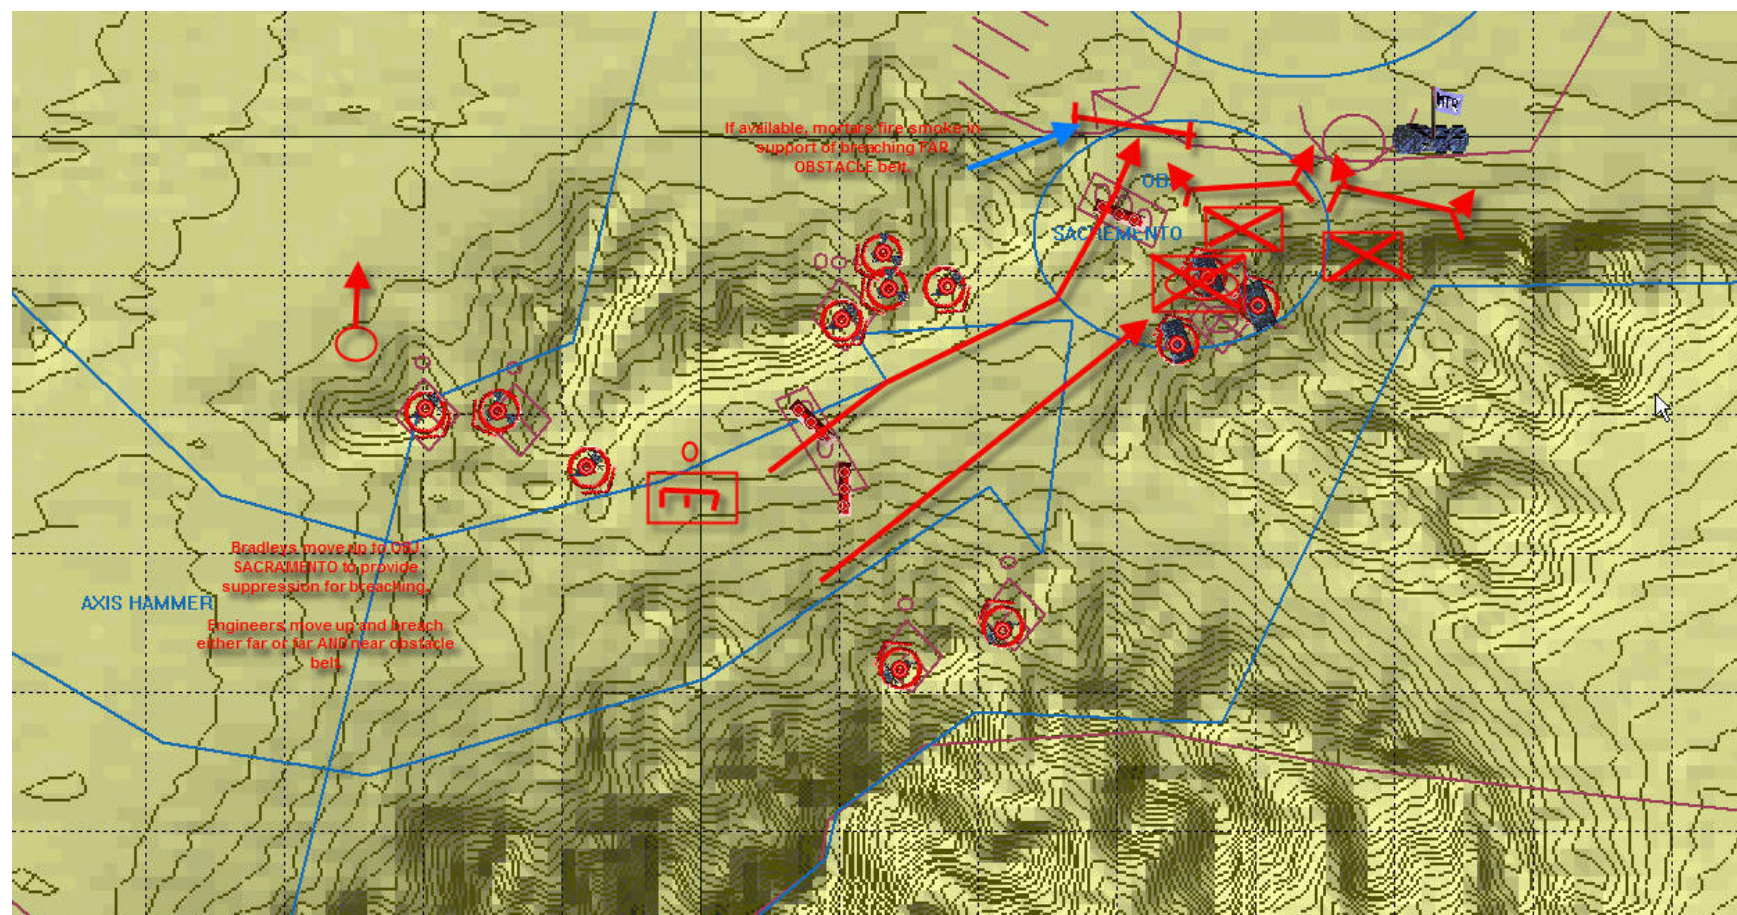 If available, mortars fire smoke in
support of breaching FAR
OBSTACLE belt.
MTR
OBJ
SACREMENTO
Bradleys move up to OBJ
SACRAMENTO to provide
suppression for breaching.
AXIS HAMMER
Engineers move up and breach
either far or far AND near obstacle
belt.